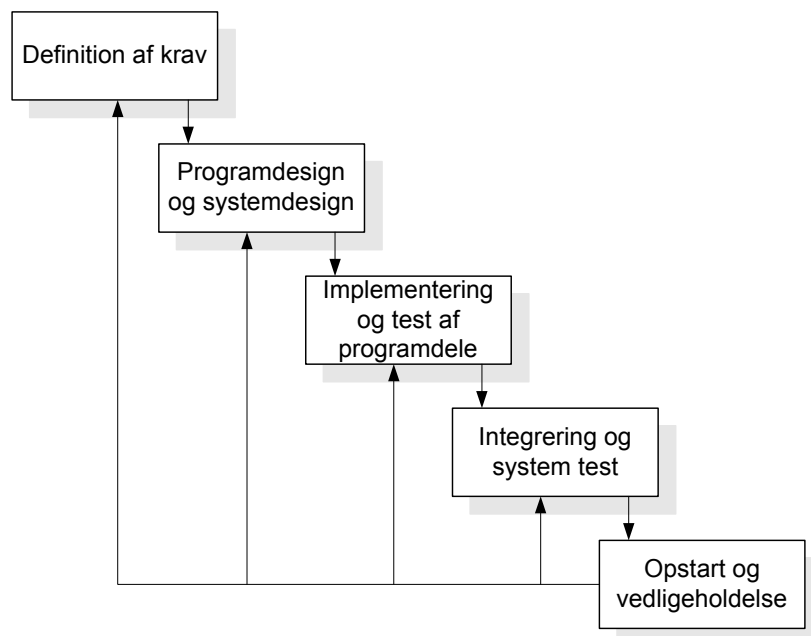 Definition af krav
Programdesign
og systemdesign
Implementering
og test af
programdele
Integrering og
system test
Opstart og
vedligeholdelse